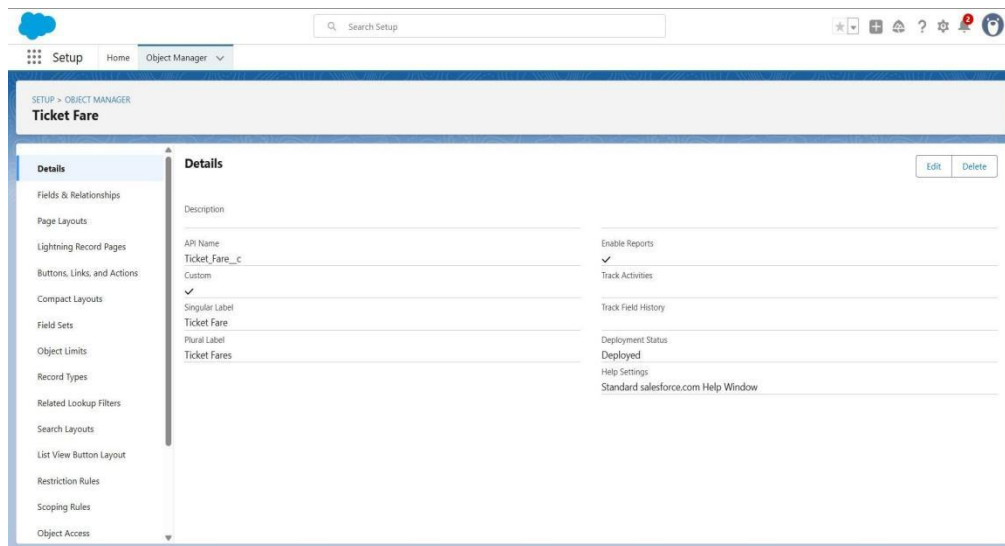 Search Setup
2
Setup
Home
Object Manager
SETUP > OBJECT MANAGER
Ticket Fare
Details
Fields & Relationships
Page Layouts
Lightning Record Pages
Buttons, Links, and Actions
Compact Layouts
Field Sets
Object Limits
Record Types
Related Lookup Filters
Search Layouts
List View Button Layout
Restriction Rules
Scoping Rules
Object Access
Details
Edit
Delete
Description
API Name
Ticket_Fare__c
Custom
Singular Label
Ticket Fare
Plural Label
Ticket Fares
Enable Reports
Track Activities
Track Field History
Deployment Status
Deployed
Help Settings
Standard salesforce.com Help Window